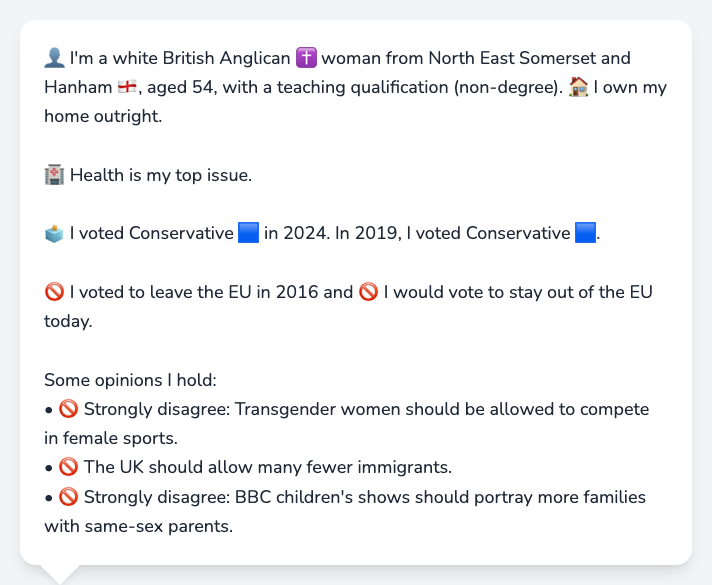 👤 I'm a white British Anglican ✝️ woman from North East Somerset and
Hanham 🏴󠁧󠁢󠁥󠁮󠁧󠁿, aged 54, with a teaching qualification (non-degree). 🏠 I own my
home outright.
🏥 Health is my top issue.
🗳️ I voted Conservative 🟦 in 2024. In 2019, I voted Conservative 🟦.
🚫 I voted to leave the EU in 2016 and 🚫 I would vote to stay out of the EU
today.
Some opinions I hold:
• 🚫 Strongly disagree: Transgender women should be allowed to compete
in female sports.
• 🚫 The UK should allow many fewer immigrants.
• 🚫 Strongly disagree: BBC children's shows should portray more families
with same-sex parents.